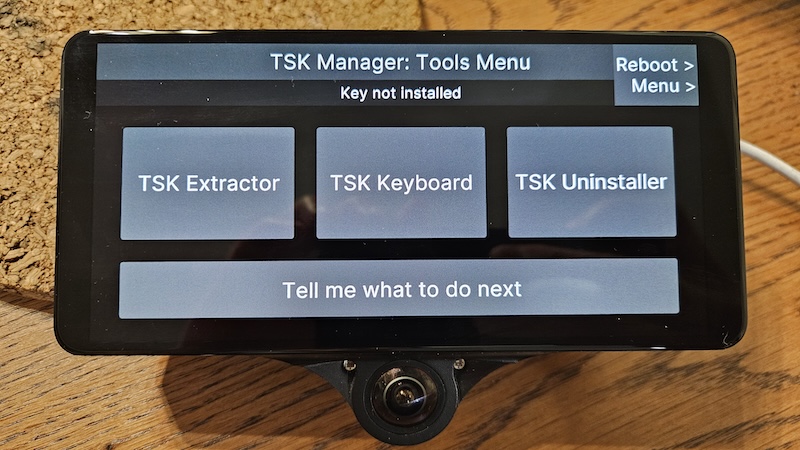 TSK Manager: Tools Menu
Reboot >
Menu >
Key not installed
TSK Extractor
TSK Keyboard
TSK Uninstaller
Tell me what to do next